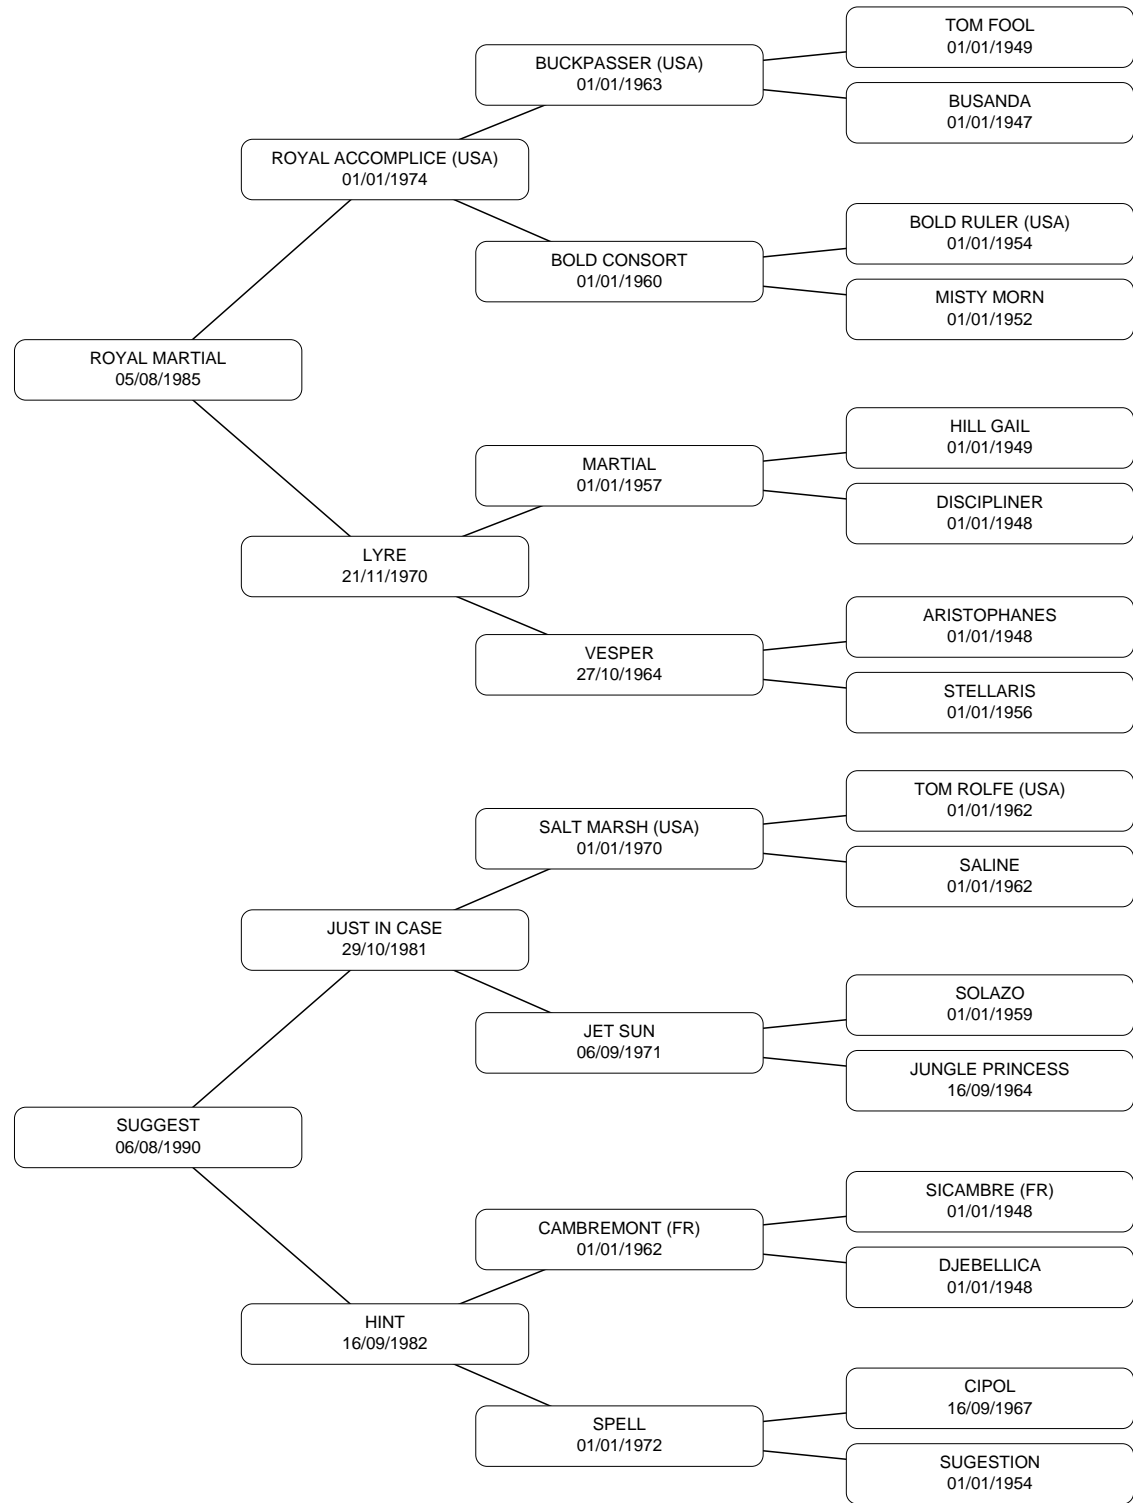 TOM FOOL
01/01/1949
BUCKPASSER (USA)
01/01/1963
BUSANDA
01/01/1947
ROYAL ACCOMPLICE (USA)
01/01/1974
BOLD RULER (USA)
01/01/1954
BOLD CONSORT
01/01/1960
MISTY MORN
01/01/1952
ROYAL MARTIAL
05/08/1985
HILL GAIL
01/01/1949
MARTIAL
01/01/1957
DISCIPLINER
01/01/1948
LYRE
21/11/1970
ARISTOPHANES
01/01/1948
VESPER
27/10/1964
STELLARIS
01/01/1956
TOM ROLFE (USA)
01/01/1962
SALT MARSH (USA)
01/01/1970
SALINE
01/01/1962
JUST IN CASE
29/10/1981
SOLAZO
01/01/1959
JET SUN
06/09/1971
JUNGLE PRINCESS
16/09/1964
SUGGEST
06/08/1990
SICAMBRE (FR)
01/01/1948
CAMBREMONT (FR)
01/01/1962
DJEBELLICA
01/01/1948
HINT
16/09/1982
CIPOL
16/09/1967
SPELL
01/01/1972
SUGESTION
01/01/1954